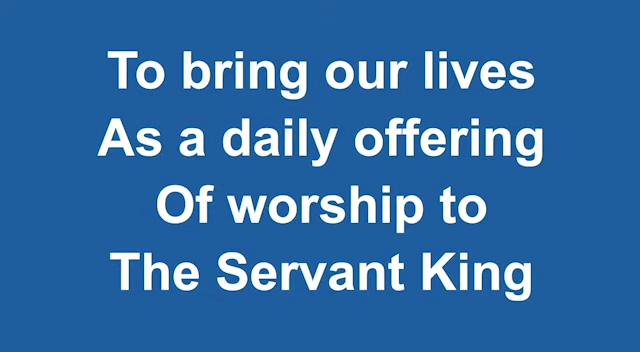 To bring our lives
As a daily offering
Of worship to
The Servant King